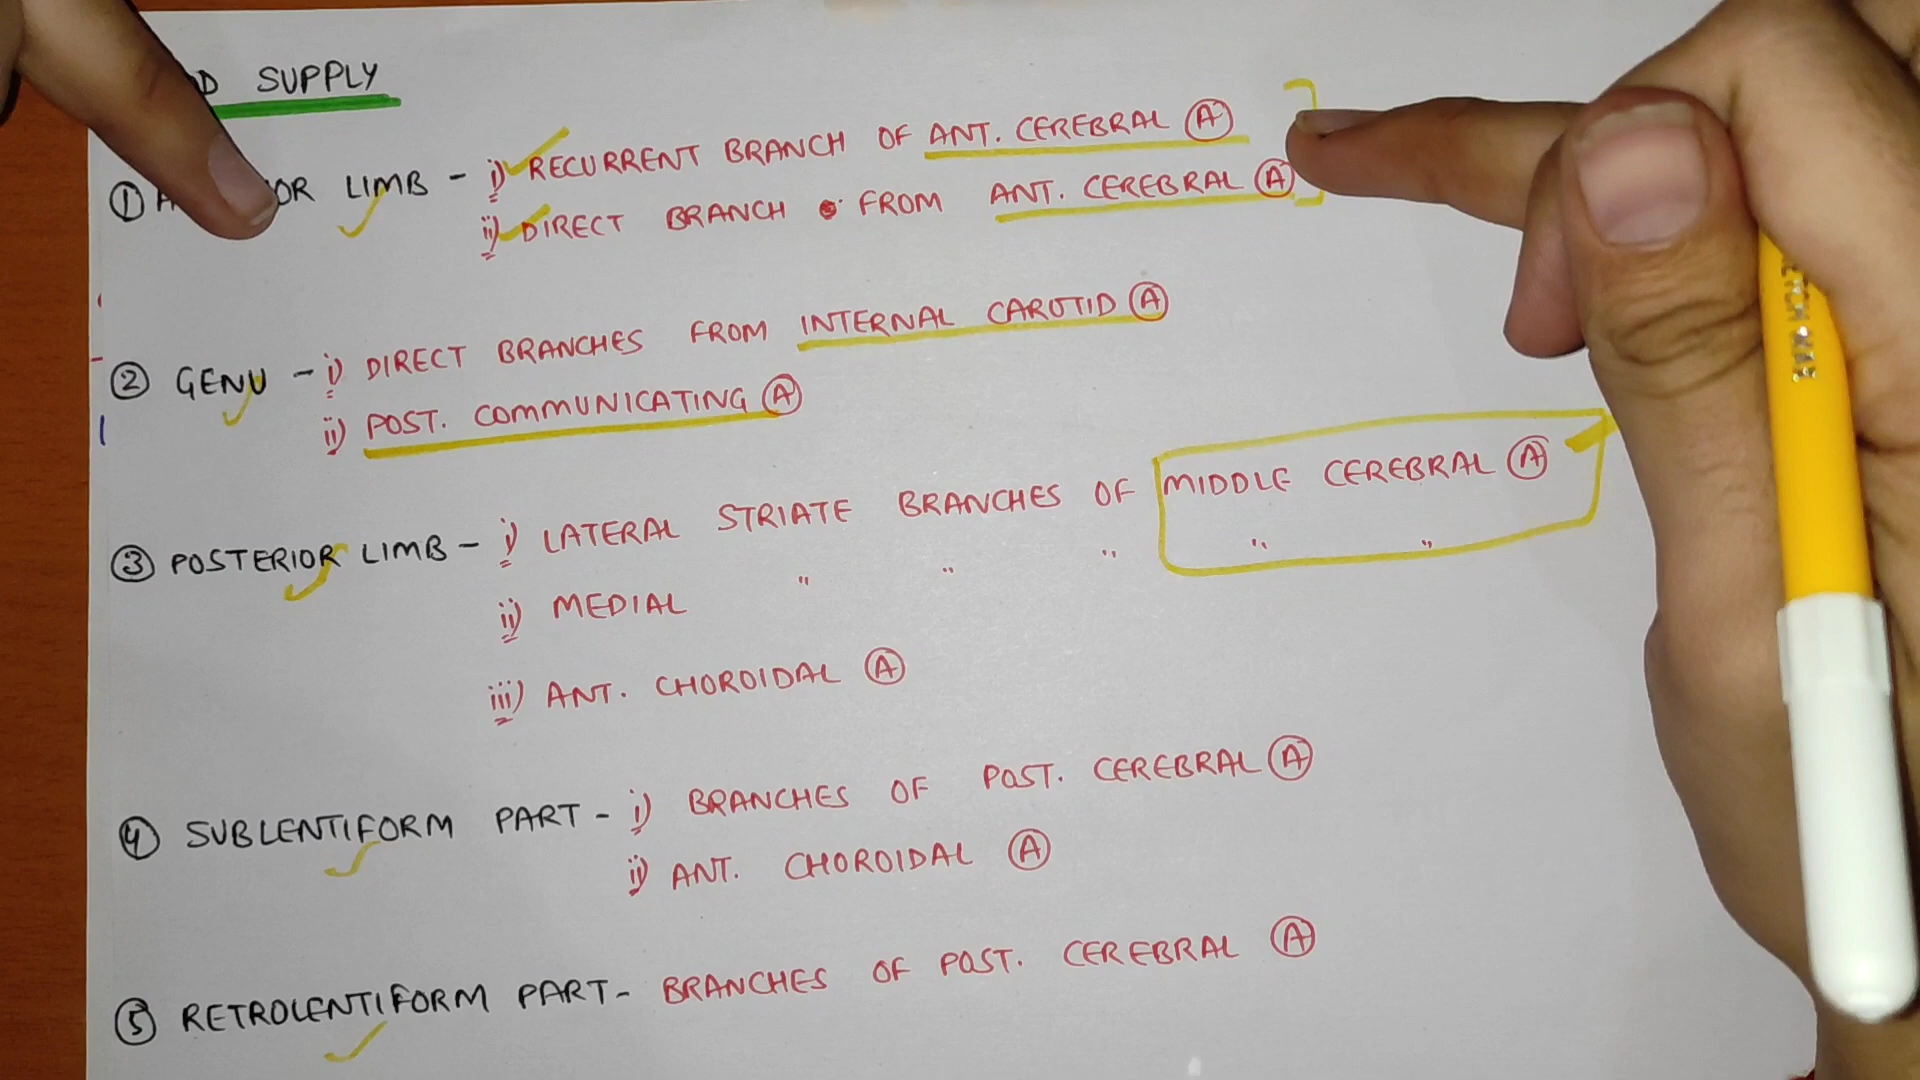 SUPPLY
① LIMB - i) RECURRENT BRANCH OF ANT. CEREBRAL Ⓐ
ii) DIRECT BRANCH FROM ANT. CEREBRAL Ⓐ
② GENU - i) DIRECT BRANCHES FROM INTERNAL CAROTID Ⓐ
ii) POST. COMMUNICATING Ⓐ
③ POSTERIOR LIMB - i) LATERAL STRIATE BRANCHES OF MIDDLE CEREBRAL Ⓐ
ii) MEDIAL " " " " "
iii) ANT. CHOROIDAL Ⓐ
④ SUBLENTIFORM PART - i) BRANCHES OF POST. CEREBRAL Ⓐ
ii) ANT. CHOROIDAL Ⓐ
⑤ RETROLENTIFORM PART - BRANCHES OF POST. CEREBRAL Ⓐ